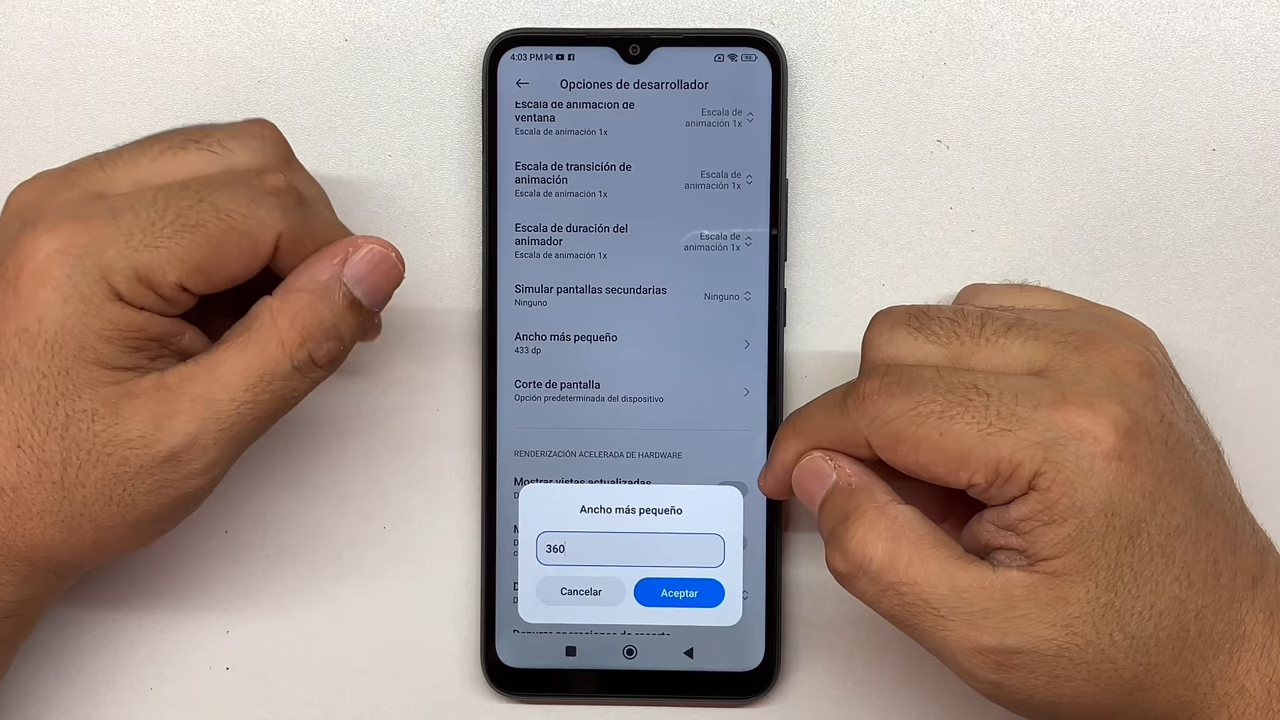 4:03 PM
Opciones de desarrollador
Escala de animación de
ventana
Escala de animación 1x
Escala de
animación 1x
Escala de transición de
animación
Escala de animación 1x
Escala de
animación 1x
Escala de duración del
animador
Escala de animación 1x
Escala de
animación 1x
Simular pantallas secundarias
Ninguno
Ninguno
Ancho más pequeño
433 dp
Corte de pantalla
Opción predeterminada del dispositivo
RENDERIZACIÓN ACELERADA DE HARDWARE
Mostrar vistas actualizadas
Ancho más pequeño
360
Cancelar
Aceptar